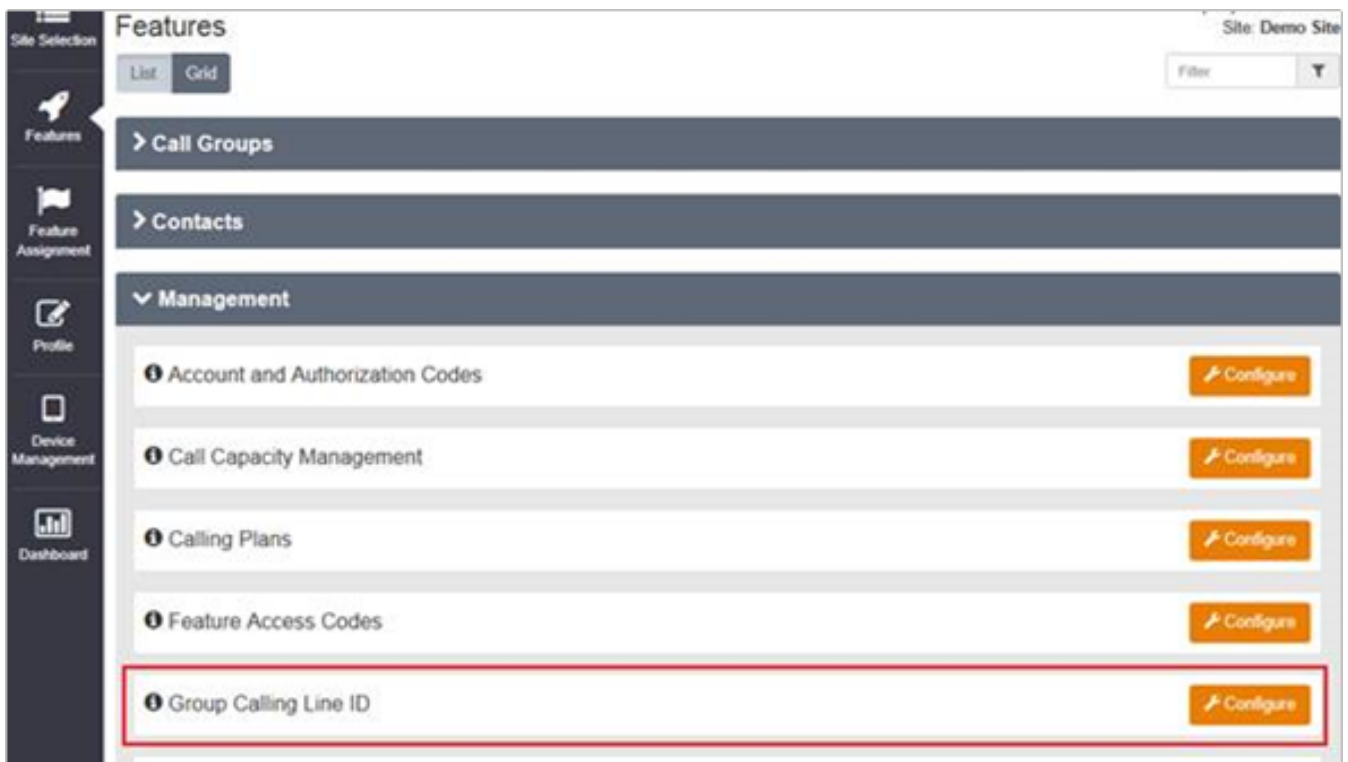 Site Selection
Features
Feature
Assignment
Profile
Device
Management
Dashboard
Features
Site: Demo Site
List Grid
Filter
Call Groups
Contacts
Management
Account and Authorization Codes
Configure
Call Capacity Management
Configure
Calling Plans
Configure
Feature Access Codes
Configure
Group Calling Line ID
Configure